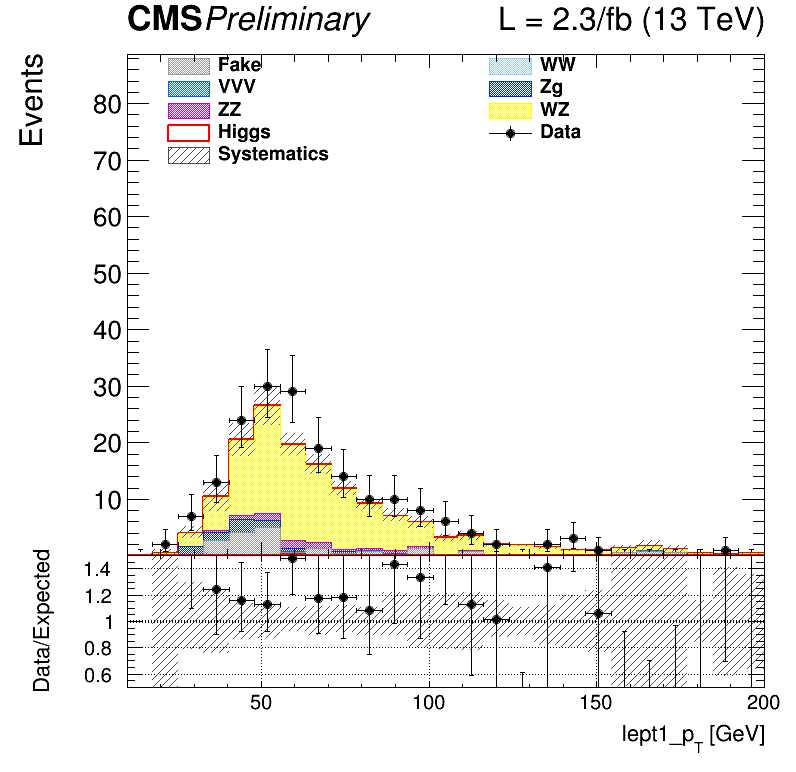 CMS Preliminary L = 2.3/fb (13 TeV)
Events
Fake WW
VVV Zg
ZZ WZ
Higgs Data
Systematics
80
70
60
50
40
30
20
10
Data/Expected
1.4
1.2
1
0.8
0.6
50 100 150 200
lept1_p_T [GeV]